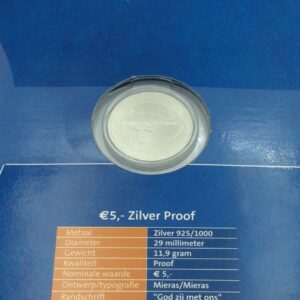 €5,- Zilver Proof
Metaal Zilver 925/1000
Diameter 29 millimeter
Gewicht 11,9 gram
Kwaliteit Proof
Nominale waarde € 5,-
Ontwerp/typografie Mieras/Mieras
Randschrift "God zij met ons"